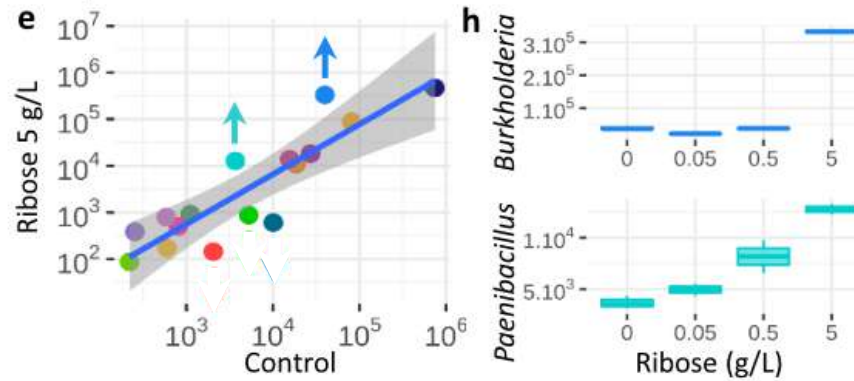 e
Ribose 5 g/L
10⁷
10⁶
10⁵
10⁴
10³
10²
10³ 10⁴ 10⁵ 10⁶
Control
h
Burkholderia
3.10⁵
2.10⁵
1.10⁵
0 0.05 0.5 5
Paenibacillus
1.10⁴
5.10³
0 0.05 0.5 5
Ribose (g/L)